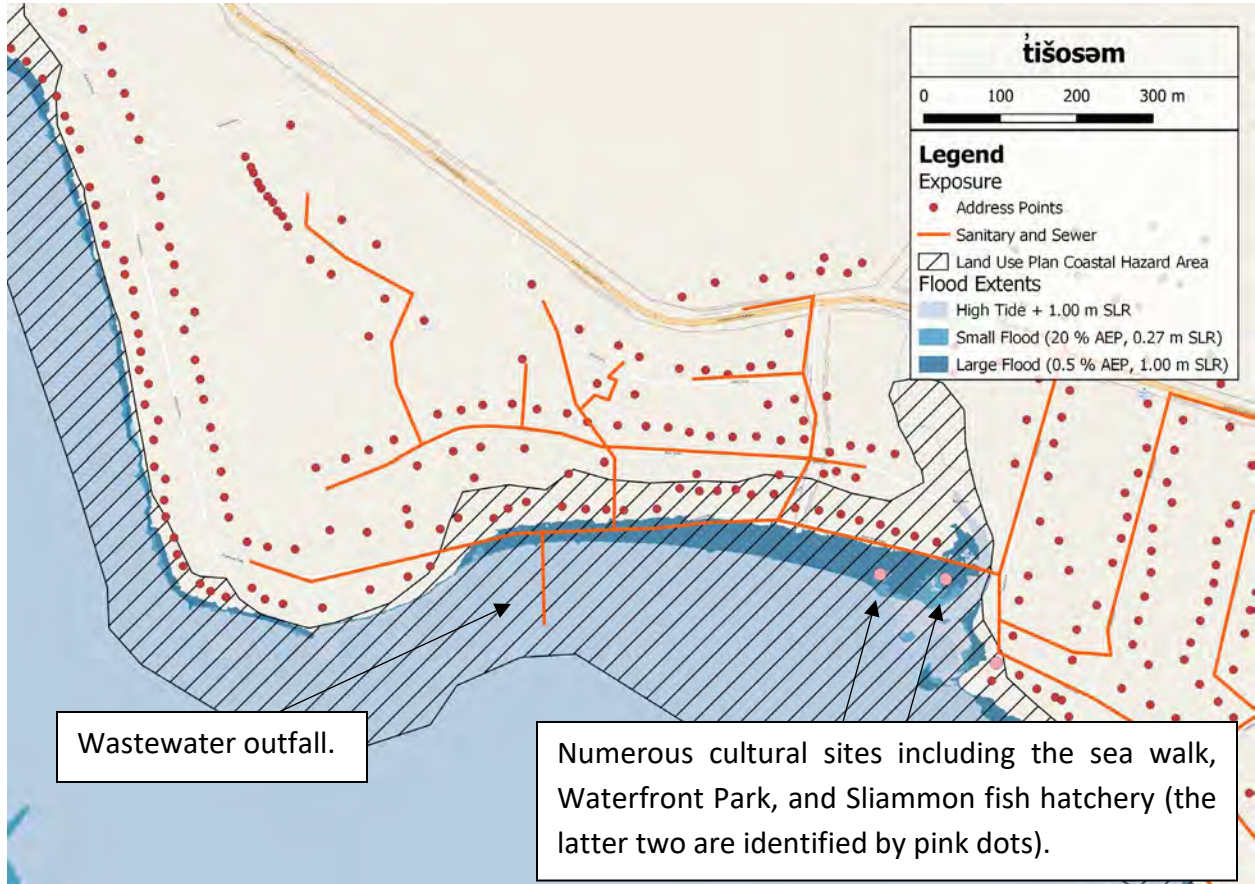 t̓išosəm
0 100 200 300 m
Legend
Exposure
Address Points
Sanitary and Sewer
Land Use Plan Coastal Hazard Area
Flood Extents
High Tide + 1.00 m SLR
Small Flood (20 % AEP, 0.27 m SLR)
Large Flood (0.5 % AEP, 1.00 m SLR)
Wastewater outfall.
Numerous cultural sites including the sea walk,
Waterfront Park, and Sliammon fish hatchery (the
latter two are identified by pink dots).